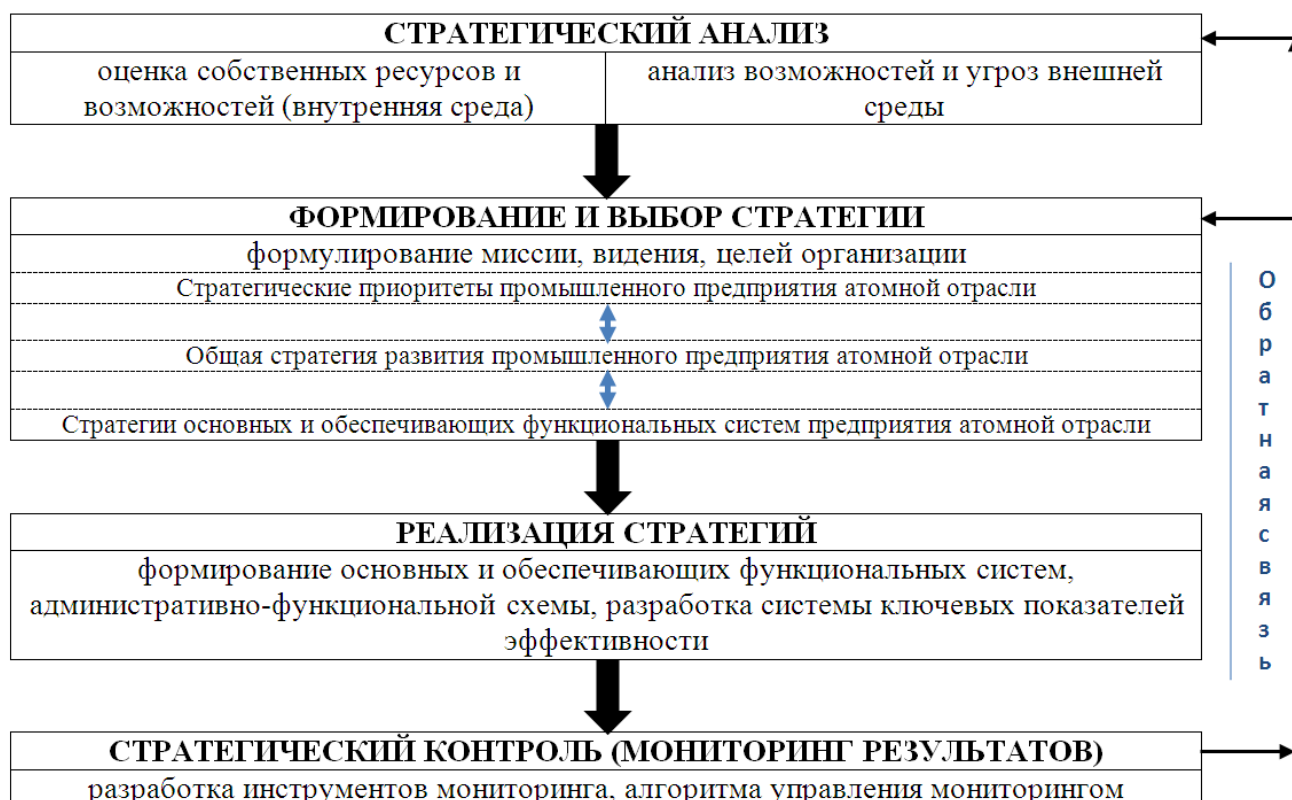 СТРАТЕГИЧЕСКИЙ АНАЛИЗ
оценка собственных ресурсов и
возможностей (внутренняя среда)
анализ возможностей и угроз внешней
среды
ФОРМИРОВАНИЕ И ВЫБОР СТРАТЕГИИ
формулирование миссии, видения, целей организации
Стратегические приоритеты промышленного предприятия атомной отрасли
Общая стратегия развития промышленного предприятия атомной отрасли
Стратегии основных и обеспечивающих функциональных систем предприятия атомной отрасли
РЕАЛИЗАЦИЯ СТРАТЕГИЙ
формирование основных и обеспечивающих функциональных систем,
административно-функциональной схемы, разработка системы ключевых показателей
эффективности
СТРАТЕГИЧЕСКИЙ КОНТРОЛЬ (МОНИТОРИНГ РЕЗУЛЬТАТОВ)
разработка инструментов мониторинга, алгоритма управления мониторингом
Обратная связь